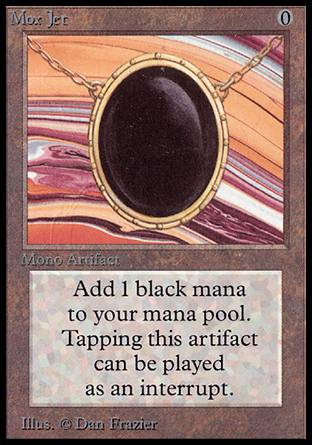 Mox Jet 0
Mono Artifact
Add 1 black mana
to your mana pool.
Tapping this artifact
can be played
as an interrupt.
Illus. © Dan Frazier